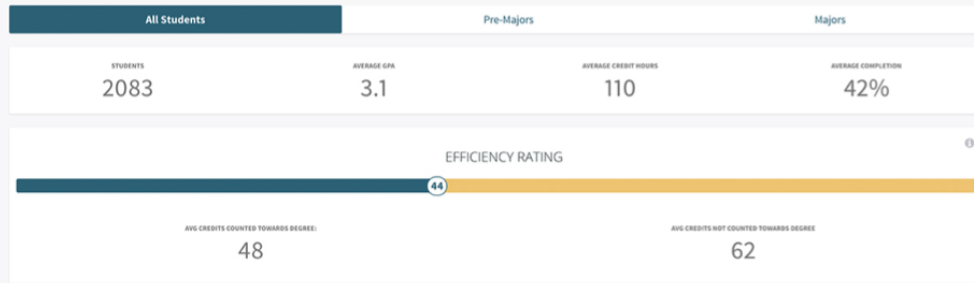 All Students Pre-Majors Majors
STUDENTS AVERAGE GPA AVERAGE CREDIT HOURS AVERAGE COMPLETION
2083 3.1 110 42%
EFFICIENCY RATING
44
AVG CREDITS COUNTED TOWARDS DEGREE: AVG CREDITS NOT COUNTED TOWARDS DEGREE
48 62